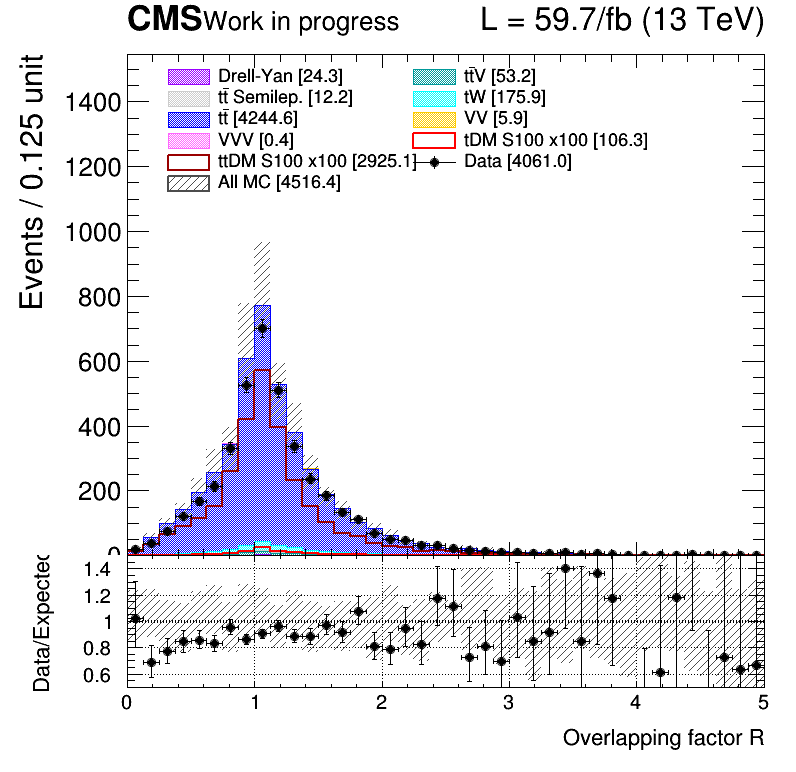 CMS Work in progress L = 59.7/fb (13 TeV)
Events / 0.125 unit
1400
1200
1000
800
600
400
200
0
Drell-Yan [24.3]
tt̄V [53.2]
tt̄ Semilep. [12.2]
tW [175.9]
tt̄ [4244.6]
VV [5.9]
VVV [0.4]
tDM S100 x100 [106.3]
ttDM S100 x100 [2925.1]
Data [4061.0]
All MC [4516.4]
Data/Expected
1.4
1.2
1
0.8
0.6
0 1 2 3 4 5
Overlapping factor R